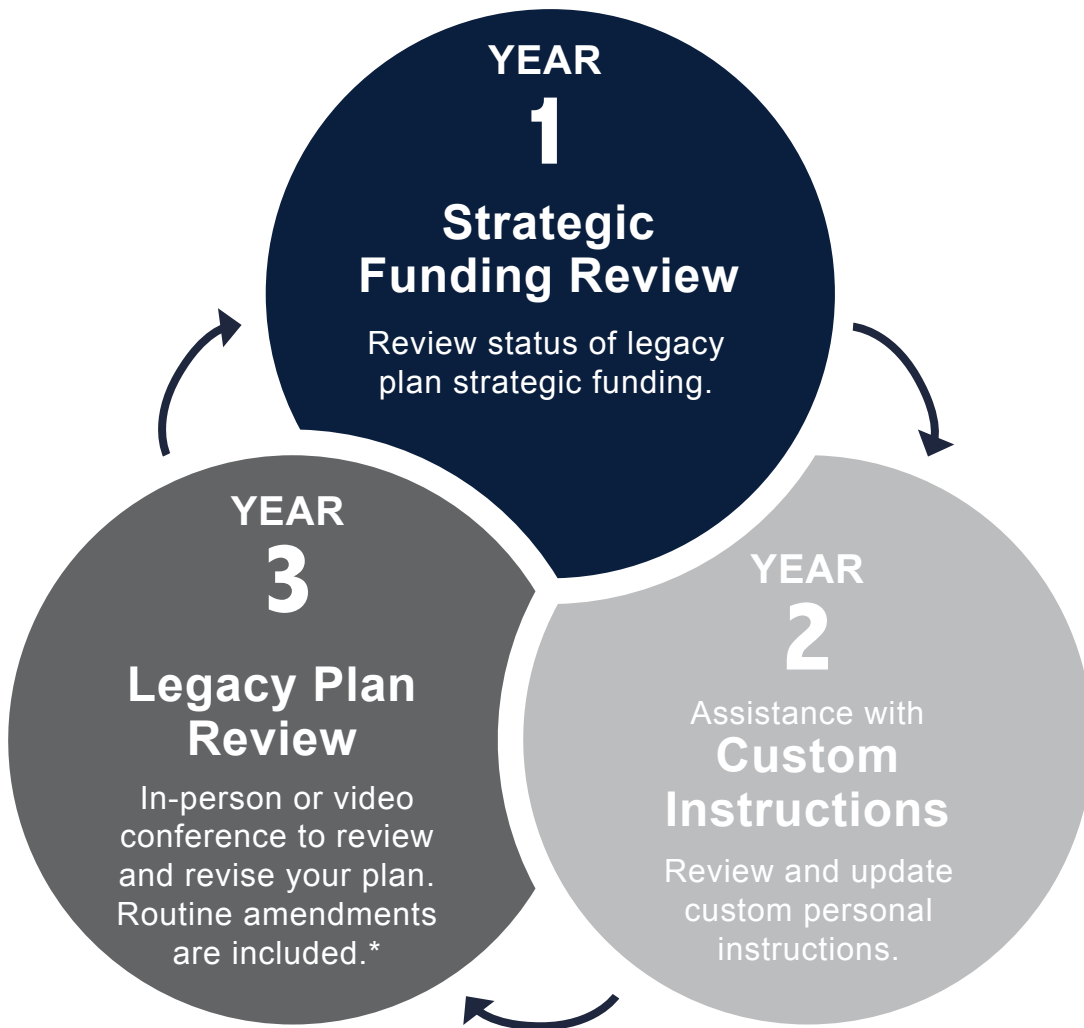 YEAR
1
Strategic
Funding Review
Review status of legacy
plan strategic funding.
YEAR
2
Assistance with
Custom
Instructions
Review and update
custom personal
instructions.
YEAR
3
Legacy Plan
Review
In-person or video
conference to review
and revise your plan.
Routine amendments
are included.*